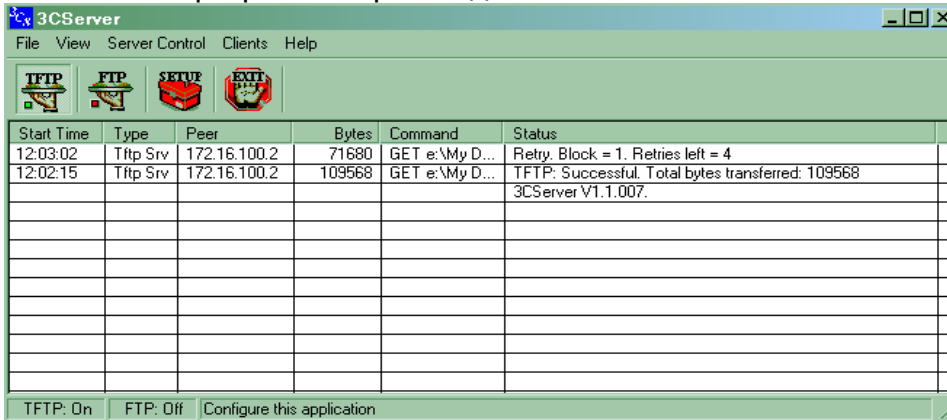 3CServer
File View Server Control Clients Help
TFTP FTP SETUP EXIT
Start Time Type Peer Bytes Command Status
12:03:02 Tftp Srv 172.16.100.2 71680 GET e:\My D... Retry. Block = 1. Retries left = 4
12:02:15 Tftp Srv 172.16.100.2 109568 GET e:\My D... TFTP: Successful. Total bytes transferred: 109568
3CServer V1.1.007.
TFTP: On FTP: Off Configure this application